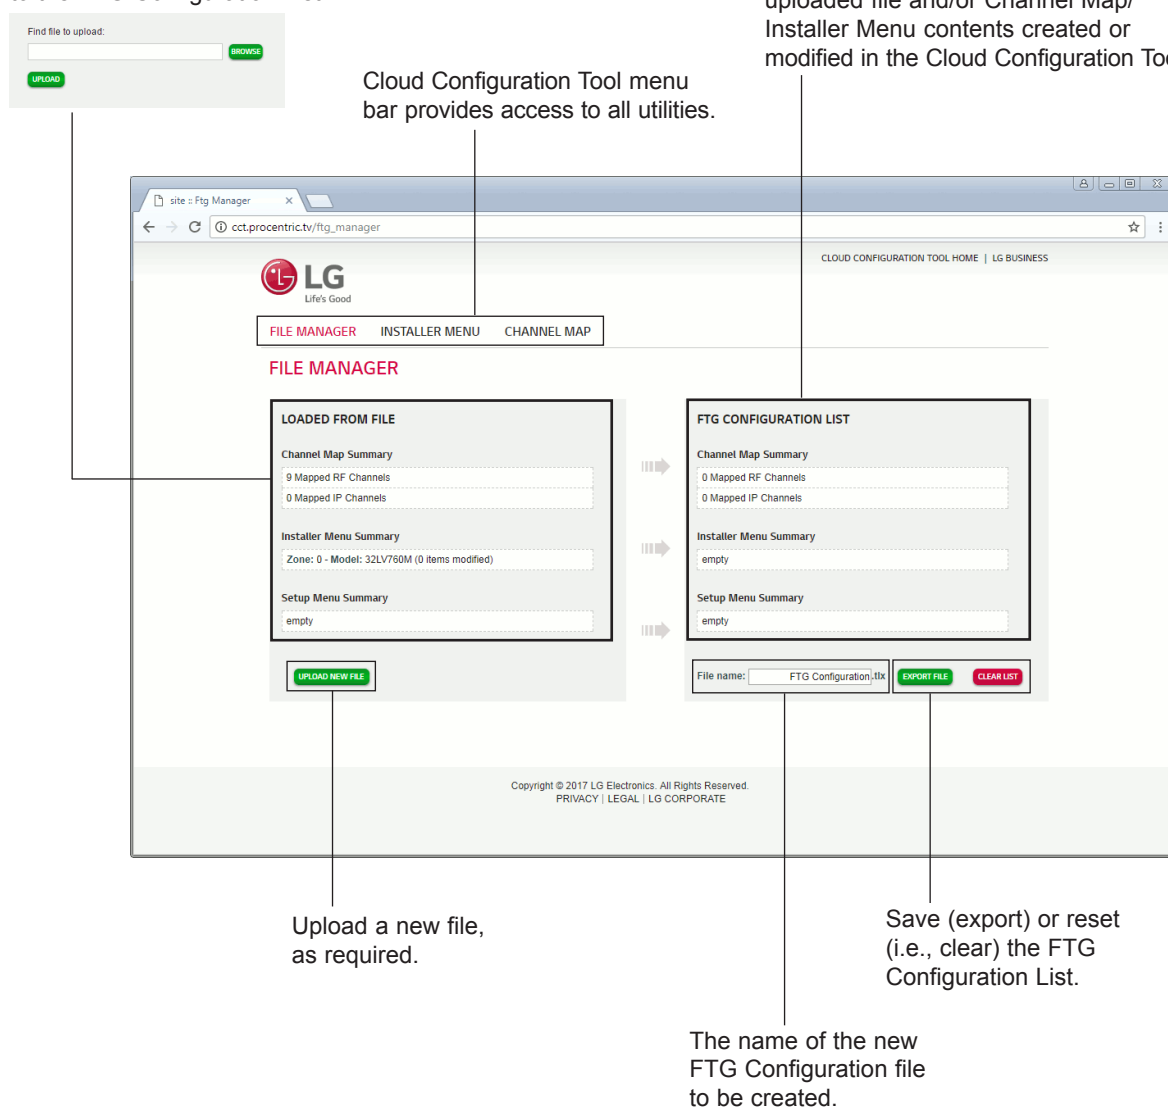 Find file to upload:
BROWSE
UPLOAD
uploaded file and/or Channel Map/
Installer Menu contents created or
modified in the Cloud Configuration
Cloud Configuration Tool menu
bar provides access to all utilities.
site :: Ftg Manager
cct.procentric.tv/ftg_manager
CLOUD CONFIGURATION TOOL HOME | LG BUSINESS
LG
Life's Good
FILE MANAGER INSTALLER MENU CHANNEL MAP
FILE MANAGER
LOADED FROM FILE
Channel Map Summary
9 Mapped RF Channels
0 Mapped IP Channels
Installer Menu Summary
Zone: 0 - Model: 32LV760M (0 items modified)
Setup Menu Summary
empty
UPLOAD NEW FILE
FTG CONFIGURATION LIST
Channel Map Summary
0 Mapped RF Channels
0 Mapped IP Channels
Installer Menu Summary
empty
Setup Menu Summary
empty
File name: FTG Configuration .tlx
EXPORT FILE
CLEAR LIST
Copyright © 2017 LG Electronics. All Rights Reserved.
PRIVACY | LEGAL | LG CORPORATE
Upload a new file,
as required.
Save (export) or reset
(i.e., clear) the FTG
Configuration List.
The name of the new
FTG Configuration file
to be created.